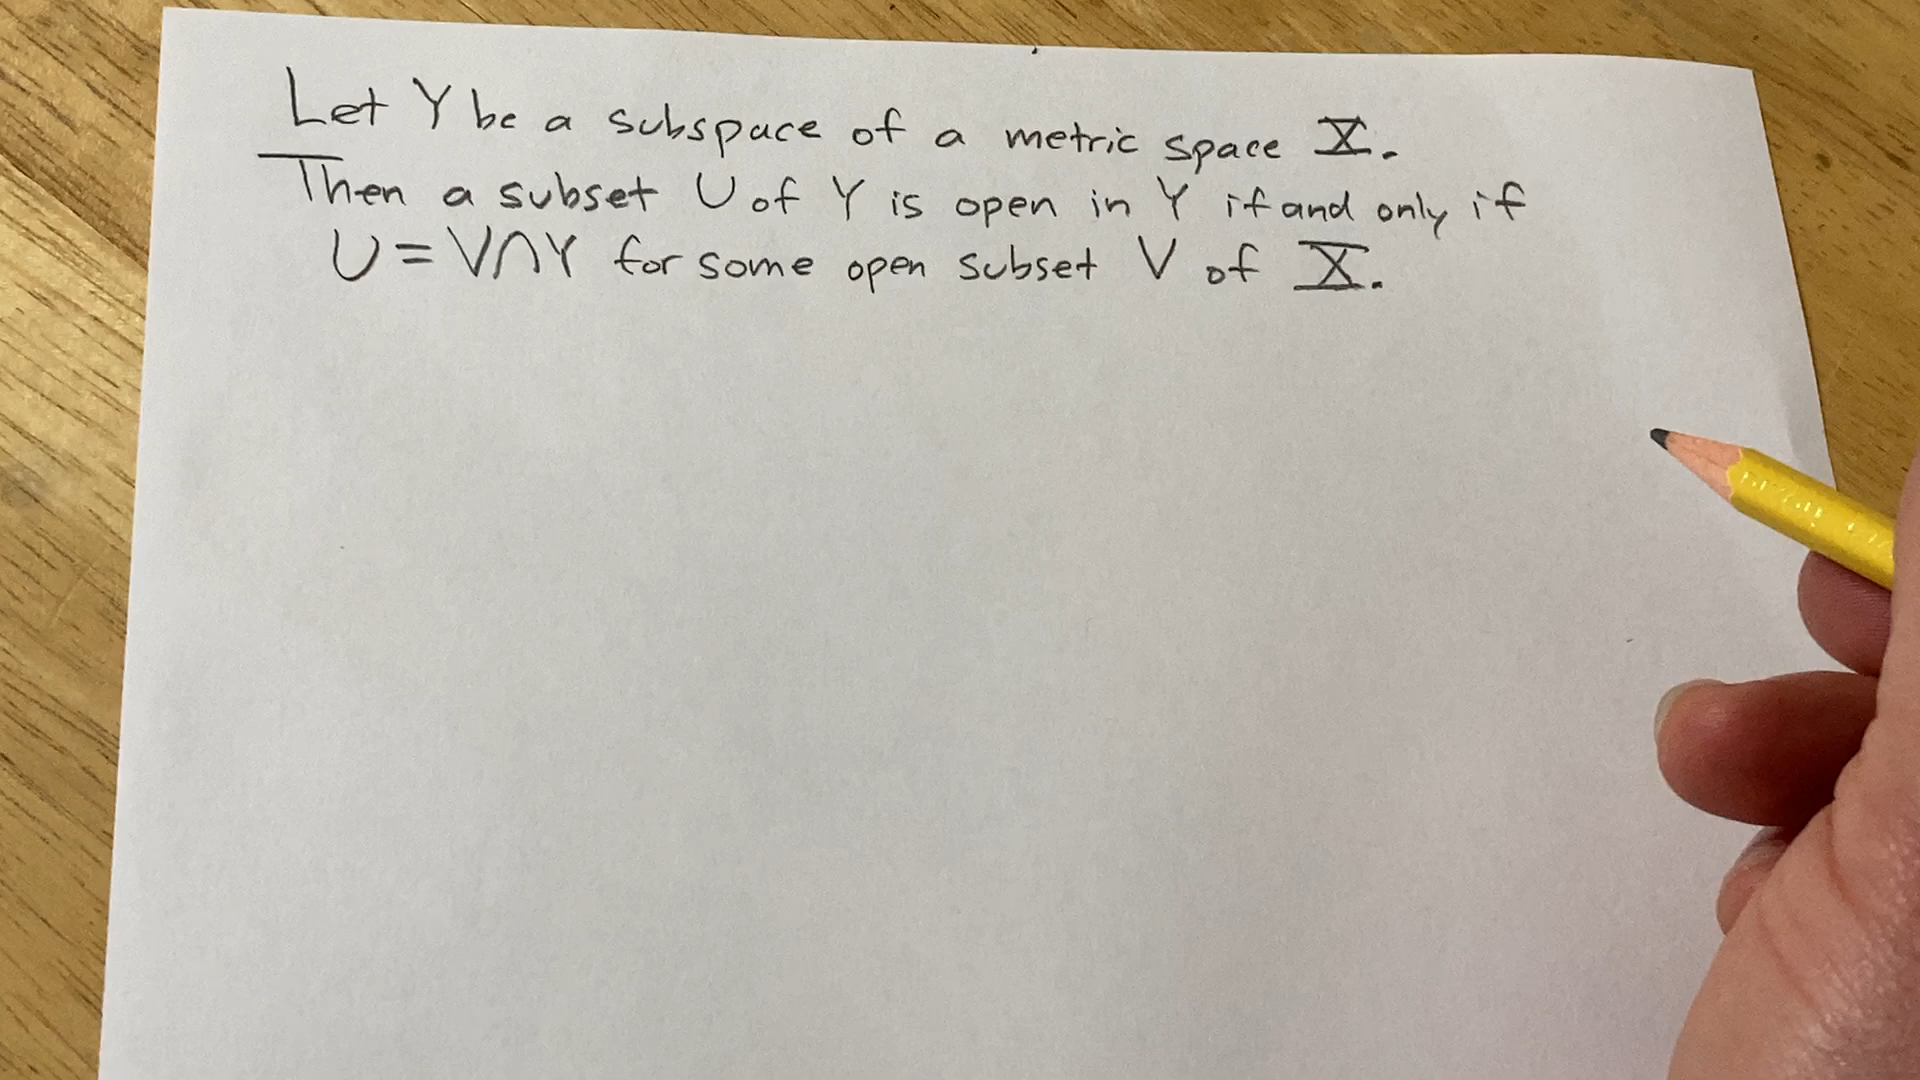 Let Y be a subspace of a metric space X.
Then a subset U of Y is open in Y if and only if
U = V∩Y for some open subset V of X.